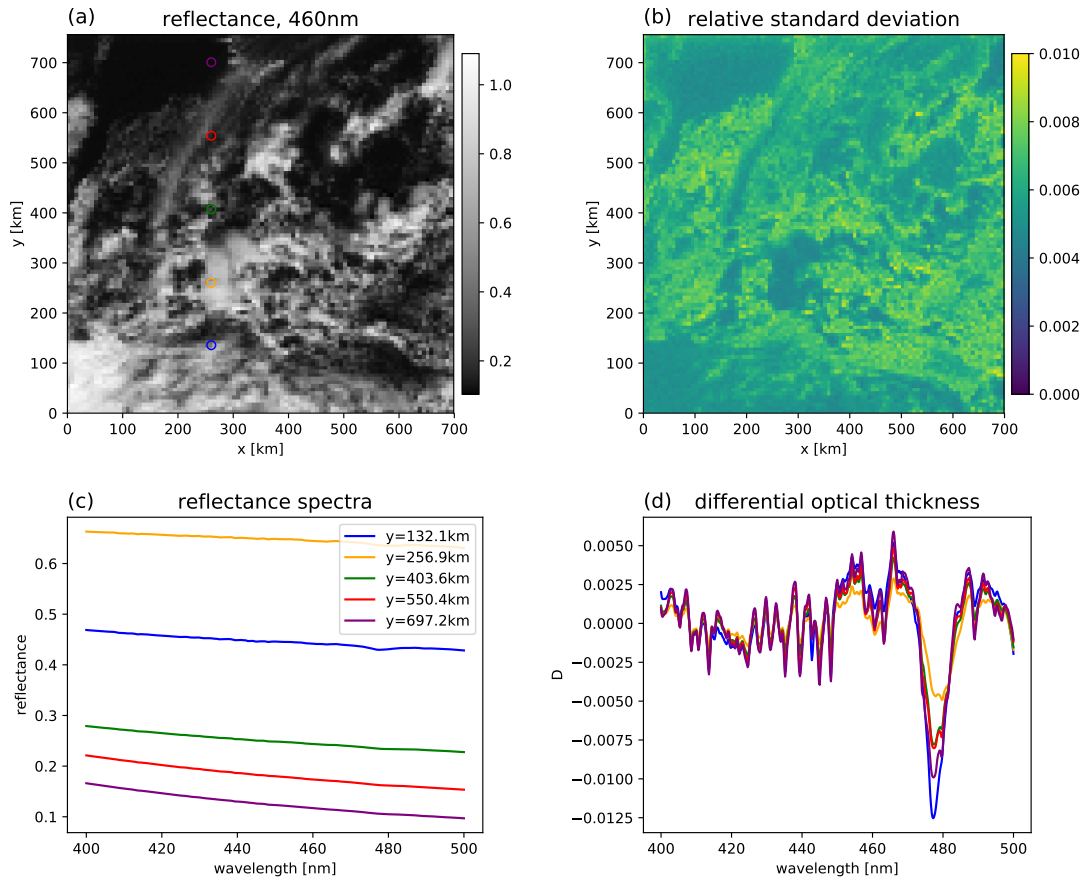 (a) reflectance, 460nm
700
600
500
400
300
200
100
0
y [km]
0 100 200 300 400 500 600 700
x [km]
1.0
0.8
0.6
0.4
0.2
(b) relative standard deviation
700
600
500
400
300
200
100
0
y [km]
0 100 200 300 400 500 600 700
x [km]
0.010
0.008
0.006
0.004
0.002
0.000
(c) reflectance spectra
0.6
0.5
0.4
0.3
0.2
0.1
reflectance
y=132.1km
y=256.9km
y=403.6km
y=550.4km
y=697.2km
400 420 440 460 480 500
wavelength [nm]
(d) differential optical thickness
0.0050
0.0025
0.0000
−0.0025
−0.0050
−0.0075
−0.0100
−0.0125
D
400 420 440 460 480 500
wavelength [nm]